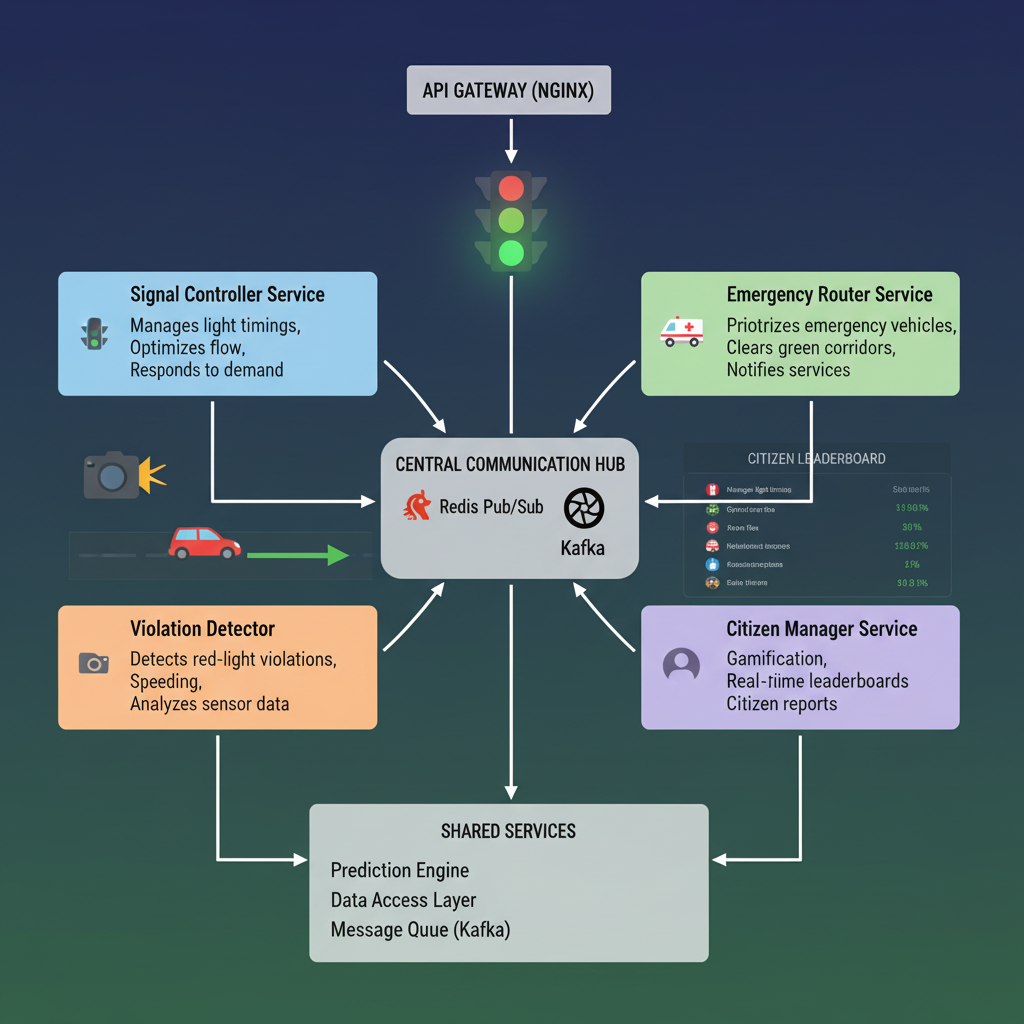 API GATEWAY (NGINX)
Signal Controller Service
Manages light timings,
Optimizes flow,
Responds to demand
Emergency Router Service
Priotrizes emergency vehicles,
Clears green corridors,
Notifies services
CENTRAL COMMUNICATION HUB
Redis Pub/Sub
Kafka
CITIZEN LEADERBOARD
30%
1%
Violation Detector
Detects red-light violations,
Speeding,
Analyzes sensor data
Citizen Manager Service
Gamification,
leaderboards
Citizen reports
SHARED SERVICES
Prediction Engine
Data Access Layer
Message Quue (Kafka)